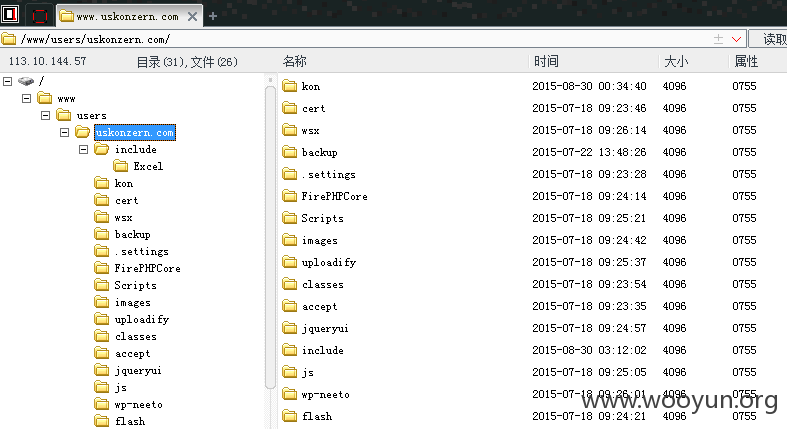 www.uskonzern.com
/www/users/uskonzern.com/
读取
113.10.144.57 目录(31),文件(26) 名称 时间 大小 属性
/
www
users
uskonzern.com
include
Excel
kon
cert
wsx
backup
.settings
FirePHPCore
Scripts
images
uploadify
classes
accept
jqueryui
js
wp-neeto
flash
kon 2015-08-30 00:34:40 4096 0755
cert 2015-07-18 09:23:46 4096 0755
wsx 2015-07-18 09:26:14 4096 0755
backup 2015-07-22 13:48:26 4096 0755
.settings 2015-07-18 09:23:28 4096 0755
FirePHPCore 2015-07-18 09:24:14 4096 0755
Scripts 2015-07-18 09:25:21 4096 0755
images 2015-07-18 09:24:42 4096 0755
uploadify 2015-07-18 09:25:37 4096 0755
classes 2015-07-18 09:23:54 4096 0755
accept 2015-07-18 09:23:35 4096 0755
jqueryui 2015-07-18 09:24:57 4096 0755
include 2015-08-30 03:12:02 4096 0755
js 2015-07-18 09:25:05 4096 0755
wp-neeto 2015-07-18 09:26:01 4096 0755
flash 2015-07-18 09:24:21 4096 0755
www.wooyun.org